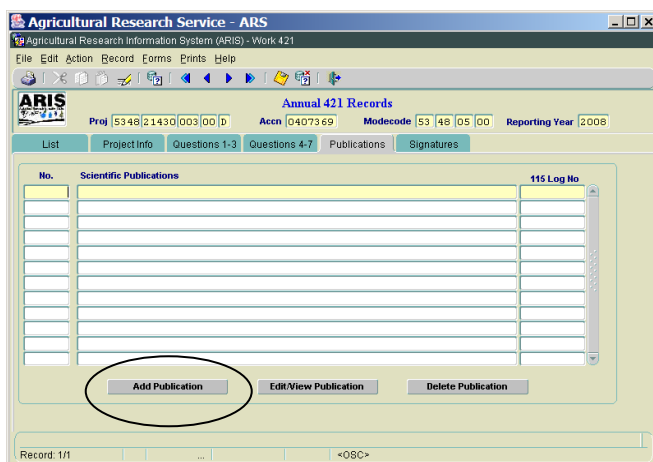 Agricultural Research Service - ARS
Agricultural Research Information System (ARIS) - Work 421
File Edit Action Record Forms Prints Help
ARIS
Annual 421 Records
Proj 5348 21430 003 00 D Accn 0407369 Modecode 53 48 05 00 Reporting Year 2008
List Project Info Questions 1-3 Questions 4-7 Publications Signatures
No. Scientific Publications 115 Log No
Add Publication Edit/View Publication Delete Publication
Record: 1/1 ... <OSC>